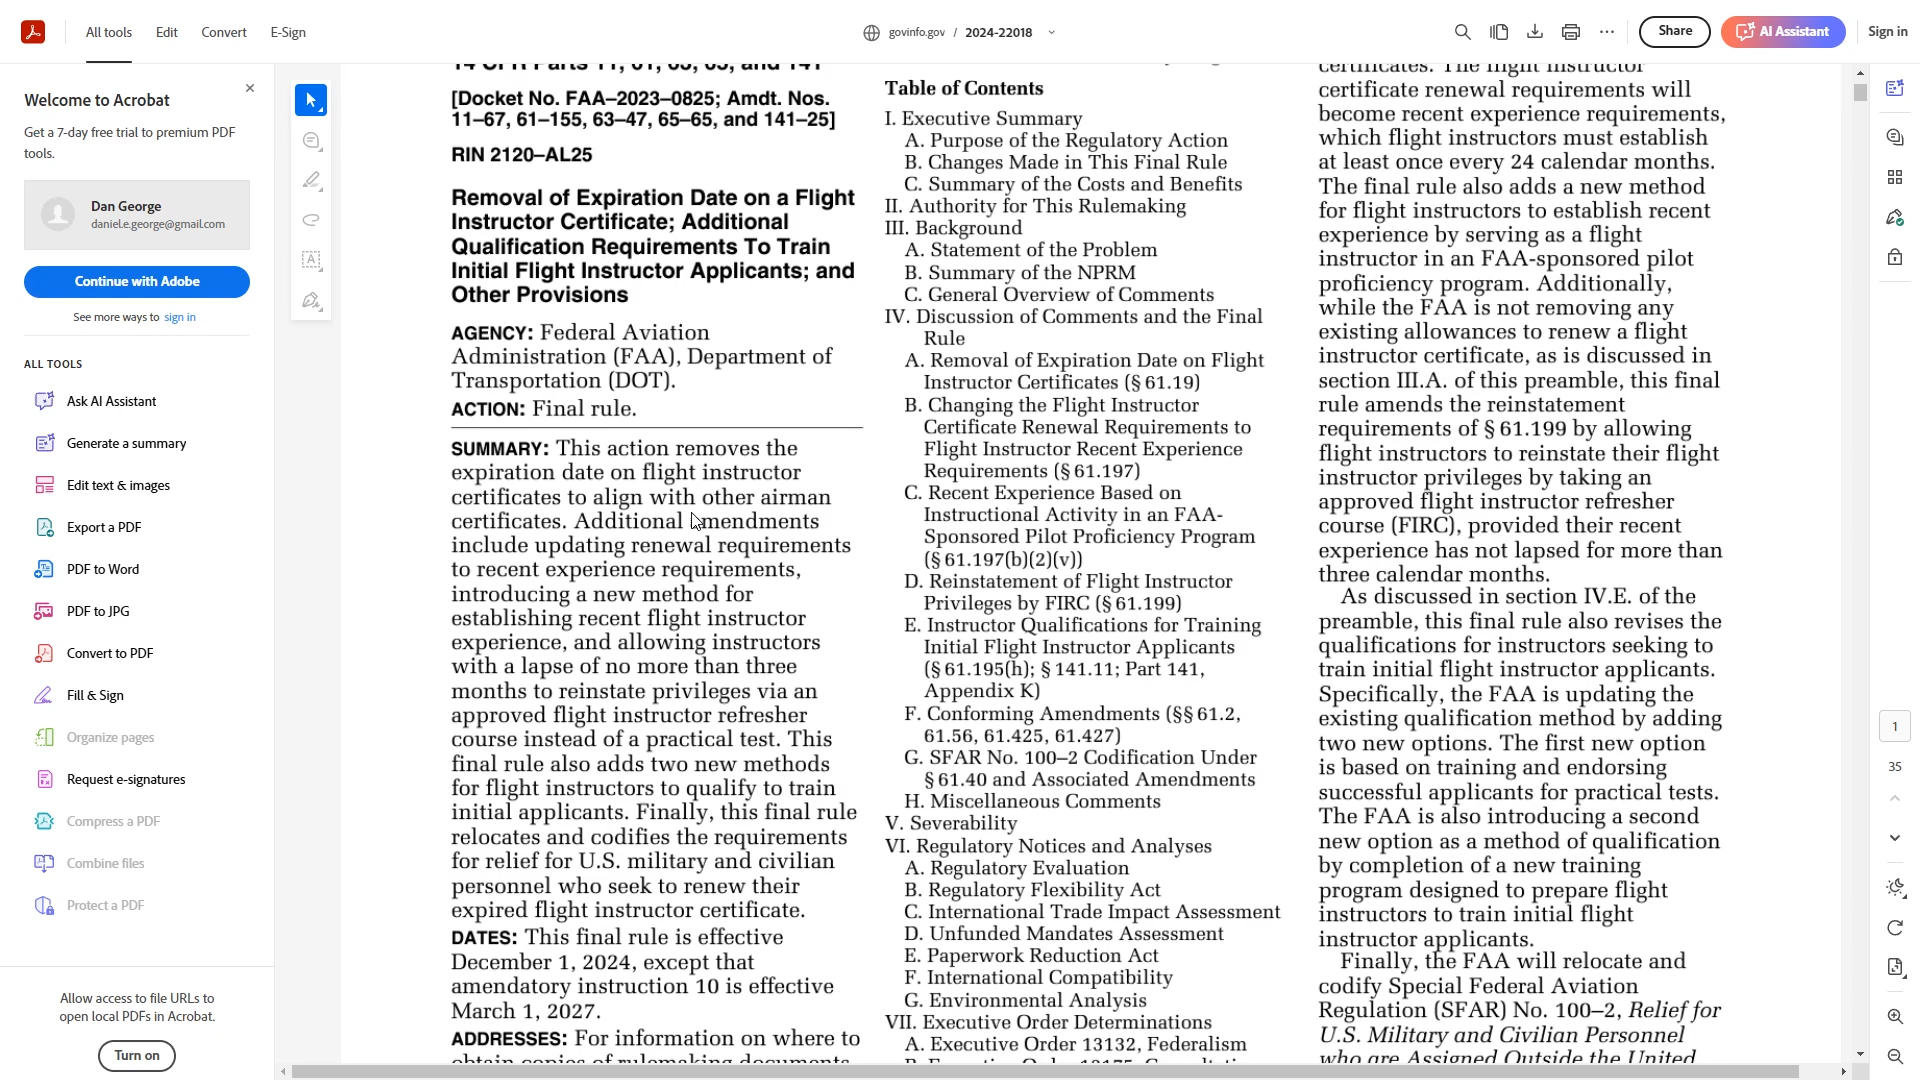 All tools
Edit
Convert
E-Sign
govinfo.gov / 2024-22018
Share
AI Assistant
Sign in
Welcome to Acrobat
Get a 7-day free trial to premium PDF
tools.
Dan George
daniel.e.george@gmail.com
Continue with Adobe
See more ways to sign in
ALL TOOLS
Ask AI Assistant
Generate a summary
Edit text & images
Export a PDF
PDF to Word
PDF to JPG
Convert to PDF
Fill & Sign
Organize pages
Request e-signatures
Compress a PDF
Combine files
Protect a PDF
Allow access to file URLs to
open local PDFs in Acrobat.
Turn on
14 CFR Parts 11, 61, 63, 65, and 141
[Docket No. FAA–2023–0825; Amdt. Nos.
11–67, 61–155, 63–47, 65–65, and 141–25]
RIN 2120–AL25
Removal of Expiration Date on a Flight
Instructor Certificate; Additional
Qualification Requirements To Train
Initial Flight Instructor Applicants; and
Other Provisions
AGENCY: Federal Aviation
Administration (FAA), Department of
Transportation (DOT).
ACTION: Final rule.
SUMMARY: This action removes the
expiration date on flight instructor
certificates to align with other airman
certificates. Additional amendments
include updating renewal requirements
to recent experience requirements,
introducing a new method for
establishing recent flight instructor
experience, and allowing instructors
with a lapse of no more than three
months to reinstate privileges via an
approved flight instructor refresher
course instead of a practical test. This
final rule also adds two new methods
for flight instructors to qualify to train
initial applicants. Finally, this final rule
relocates and codifies the requirements
for relief for U.S. military and civilian
personnel who seek to renew their
expired flight instructor certificate.
DATES: This final rule is effective
December 1, 2024, except that
amendatory instruction 10 is effective
March 1, 2027.
ADDRESSES: For information on where to
obtain copies of rulemaking documents
Table of Contents
I. Executive Summary
A. Purpose of the Regulatory Action
B. Changes Made in This Final Rule
C. Summary of the Costs and Benefits
II. Authority for This Rulemaking
III. Background
A. Statement of the Problem
B. Summary of the NPRM
C. General Overview of Comments
IV. Discussion of Comments and the Final
Rule
A. Removal of Expiration Date on Flight
Instructor Certificates (§ 61.19)
B. Changing the Flight Instructor
Certificate Renewal Requirements to
Flight Instructor Recent Experience
Requirements (§ 61.197)
C. Recent Experience Based on
Instructional Activity in an FAA-
Sponsored Pilot Proficiency Program
(§ 61.197(b)(2)(v))
D. Reinstatement of Flight Instructor
Privileges by FIRC (§ 61.199)
E. Instructor Qualifications for Training
Initial Flight Instructor Applicants
(§ 61.195(h); § 141.11; Part 141,
Appendix K)
F. Conforming Amendments (§§ 61.2,
61.56, 61.425, 61.427)
G. SFAR No. 100–2 Codification Under
§ 61.40 and Associated Amendments
H. Miscellaneous Comments
V. Severability
VI. Regulatory Notices and Analyses
A. Regulatory Evaluation
B. Regulatory Flexibility Act
C. International Trade Impact Assessment
D. Unfunded Mandates Assessment
E. Paperwork Reduction Act
F. International Compatibility
G. Environmental Analysis
VII. Executive Order Determinations
A. Executive Order 13132, Federalism
certificates. The flight instructor
certificate renewal requirements will
become recent experience requirements,
which flight instructors must establish
at least once every 24 calendar months.
The final rule also adds a new method
for flight instructors to establish recent
experience by serving as a flight
instructor in an FAA-sponsored pilot
proficiency program. Additionally,
while the FAA is not removing any
existing allowances to renew a flight
instructor certificate, as is discussed in
section III.A. of this preamble, this final
rule amends the reinstatement
requirements of § 61.199 by allowing
flight instructors to reinstate their flight
instructor privileges by taking an
approved flight instructor refresher
course (FIRC), provided their recent
experience has not lapsed for more than
three calendar months.
As discussed in section IV.E. of the
preamble, this final rule also revises the
qualifications for instructors seeking to
train initial flight instructor applicants.
Specifically, the FAA is updating the
existing qualification method by adding
two new options. The first new option
is based on training and endorsing
successful applicants for practical tests.
The FAA is also introducing a second
new option as a method of qualification
by completion of a new training
program designed to prepare flight
instructors to train initial flight
instructor applicants.
Finally, the FAA will relocate and
codify Special Federal Aviation
Regulation (SFAR) No. 100–2, Relief for
U.S. Military and Civilian Personnel
who are Assigned Outside the United
1
35